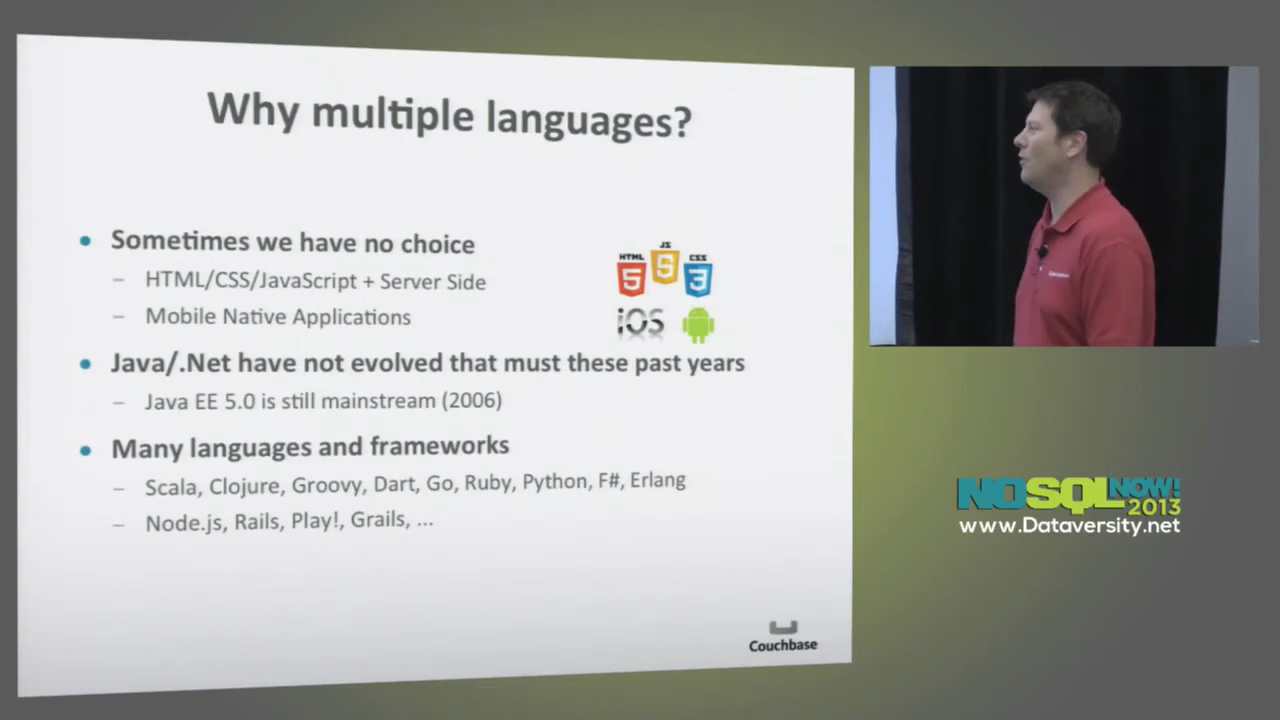 Why multiple languages?
• Sometimes we have no choice
– HTML/CSS/JavaScript + Server Side
– Mobile Native Applications
HTML 5 JS 5 CSS 3
iOS
• Java/.Net have not evolved that must these past years
– Java EE 5.0 is still mainstream (2006)
• Many languages and frameworks
– Scala, Clojure, Groovy, Dart, Go, Ruby, Python, F#, Erlang
– Node.js, Rails, Play!, Grails, ...
Couchbase
NOSQL NOW!
2013
www.Dataversity.net